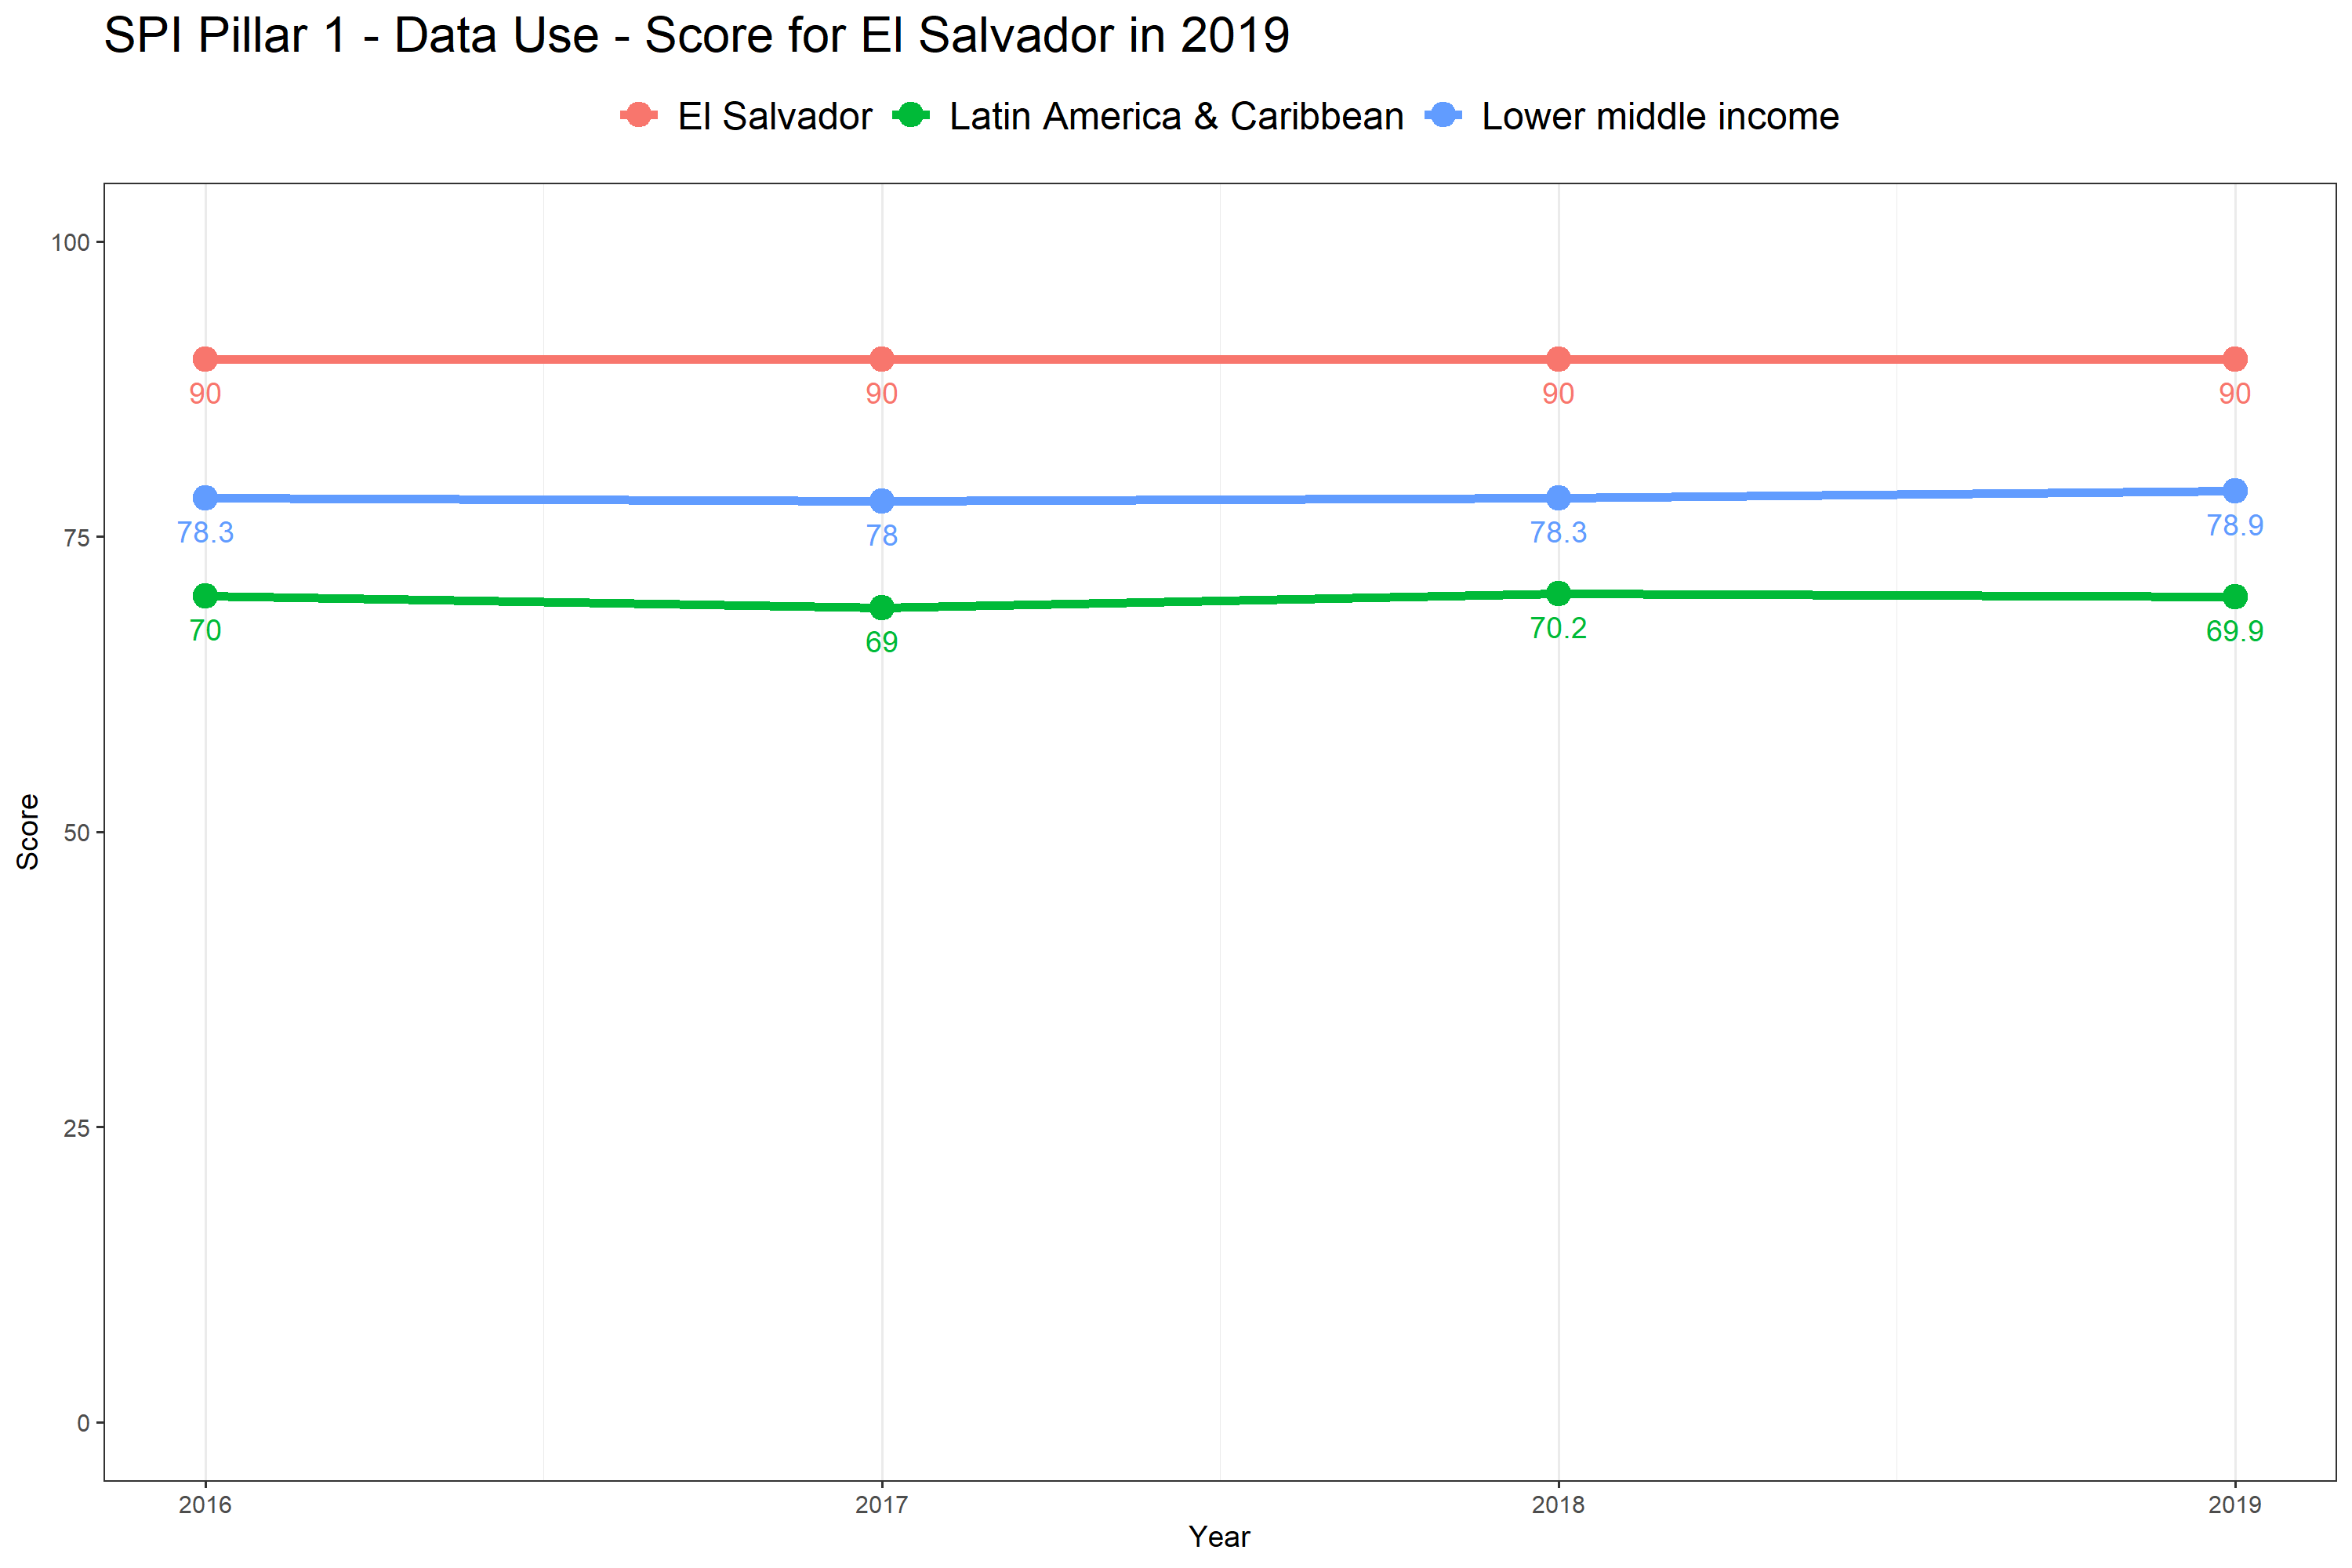 SPI Pillar 1 - Data Use - Score for El Salvador in 2019
El Salvador Latin America & Caribbean Lower middle income
100
90 90 90 90
78.3 78 78.3 78.9
75
70 69 70.2 69.9
Score
50
25
0
2016 2017 2018 2019
Year